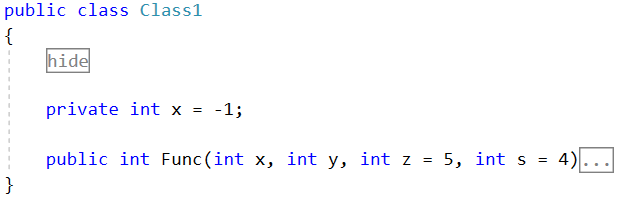 public class Class1
{
hide
private int x = -1;
public int Func(int x, int y, int z = 5, int s = 4)...
}